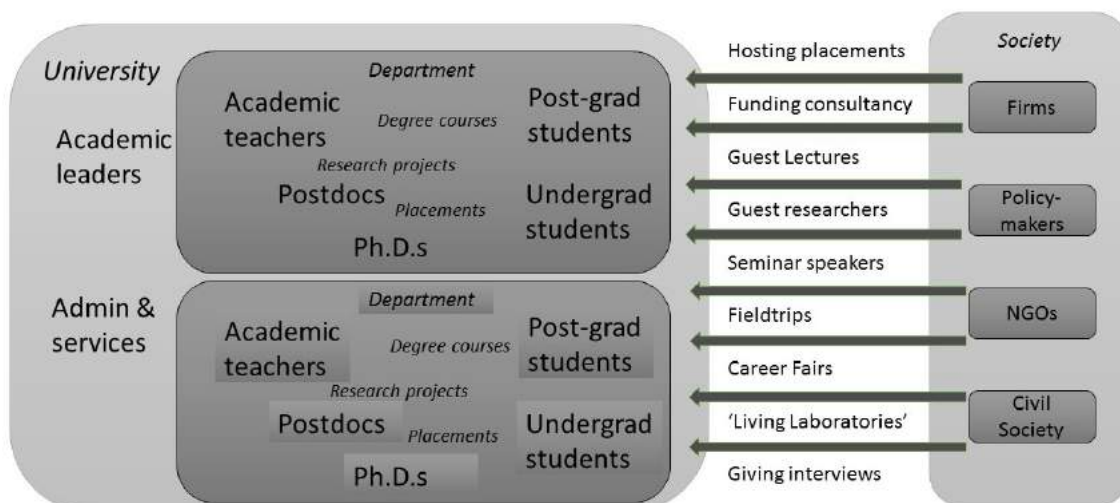 University
Academic
leaders
Admin &
services
Department
Academic
teachers
Degree courses
Post-grad
students
Research projects
Postdocs
Placements
Undergrad
students
Ph.D.s
Department
Academic
teachers
Degree courses
Post-grad
students
Research projects
Postdocs
Placements
Undergrad
students
Ph.D.s
Hosting placements
Funding consultancy
Guest Lectures
Guest researchers
Seminar speakers
Fieldtrips
Career Fairs
‘Living Laboratories’
Giving interviews
Society
Firms
Policy-
makers
NGOs
Civil
Society